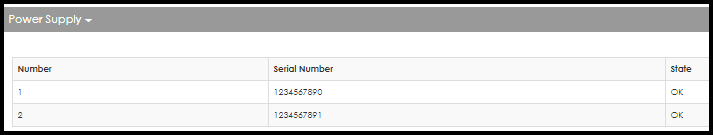 Power Supply
Number Serial Number State
1 1234567890 OK
2 1234567891 OK